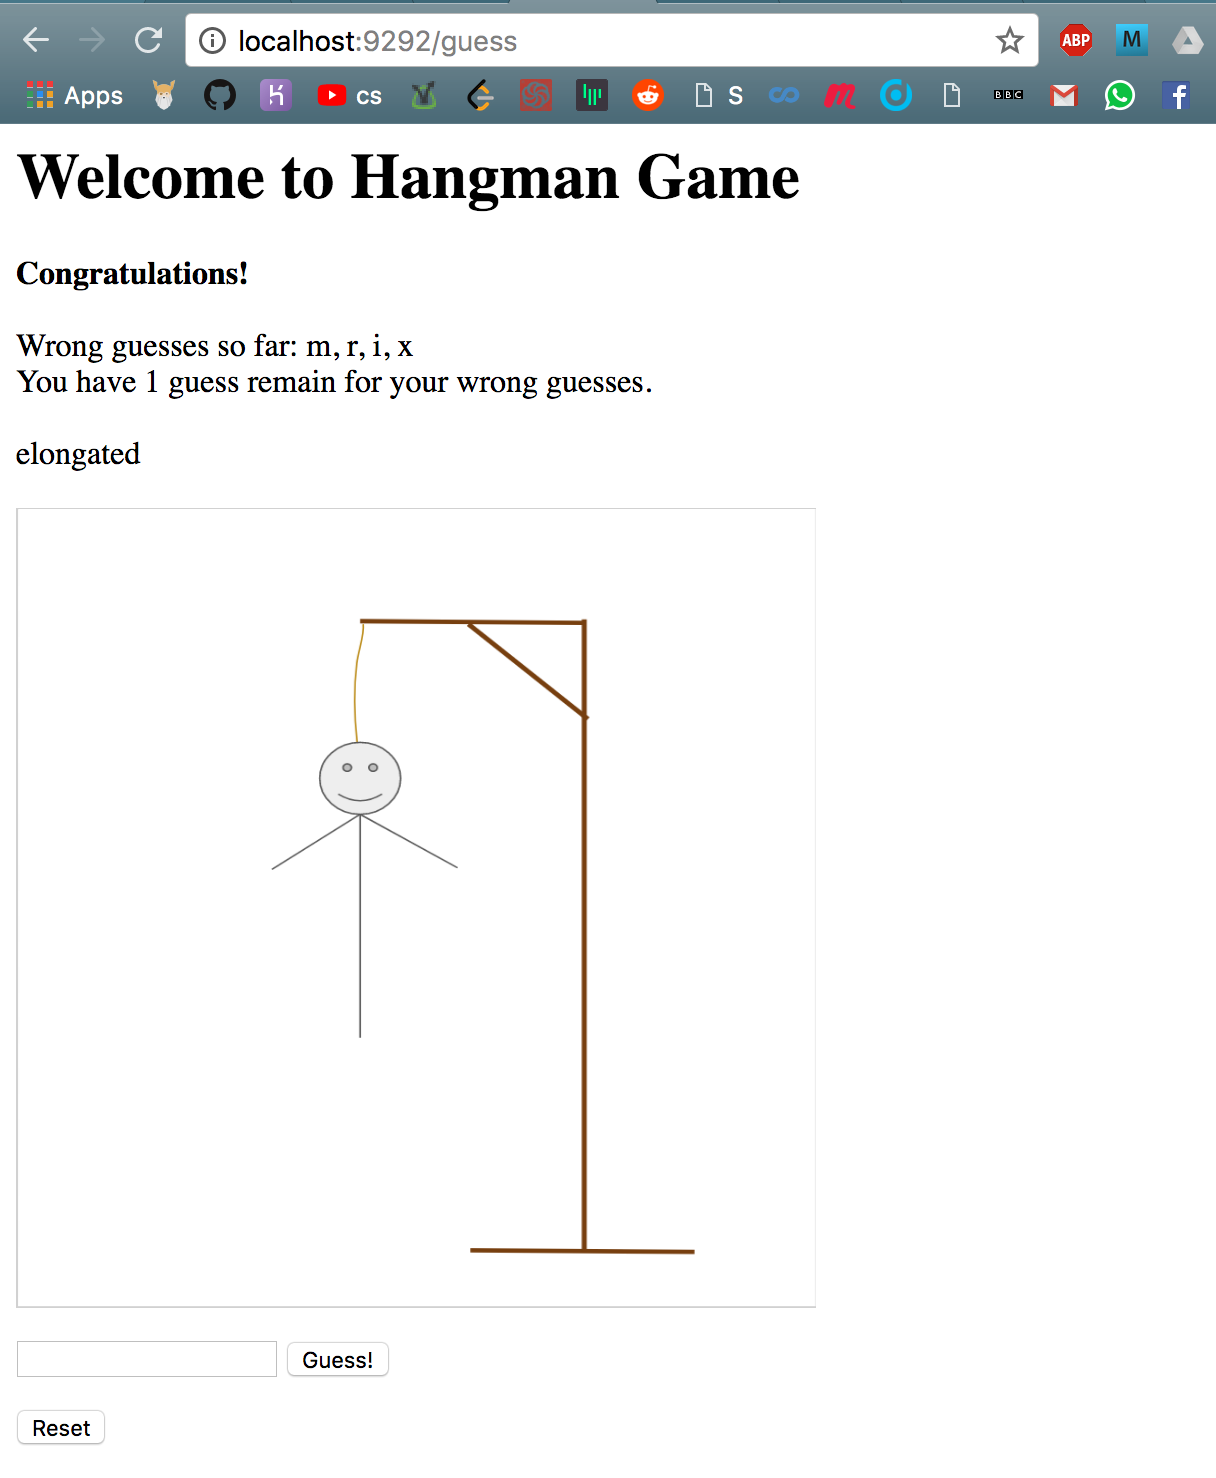 localhost:9292/guess
ABP
M
Apps
cs
S
BBC
Welcome to Hangman Game
Congratulations!
Wrong guesses so far: m, r, i, x
You have 1 guess remain for your wrong guesses.
elongated
Guess!
Reset